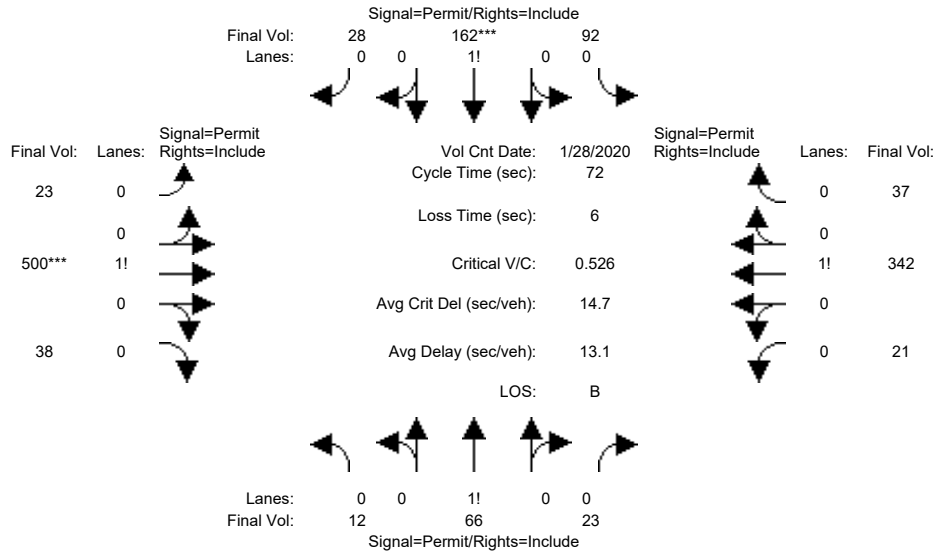 Signal=Permit/Rights=Include
Final Vol: 28 162*** 92
Lanes: 0 0 1! 0 0
Signal=Permit
Final Vol: Lanes: Rights=Include
Vol Cnt Date: 1/28/2020
Signal=Permit
Rights=Include Lanes: Final Vol:
Cycle Time (sec): 72
23 0
0 37
Loss Time (sec): 6
0
0
500*** 1!
Critical V/C: 0.526
1! 342
0
Avg Crit Del (sec/veh): 14.7
0
38 0
Avg Delay (sec/veh): 13.1
0 21
LOS: B
Lanes: 0 0 1! 0 0
Final Vol: 12 66 23
Signal=Permit/Rights=Include